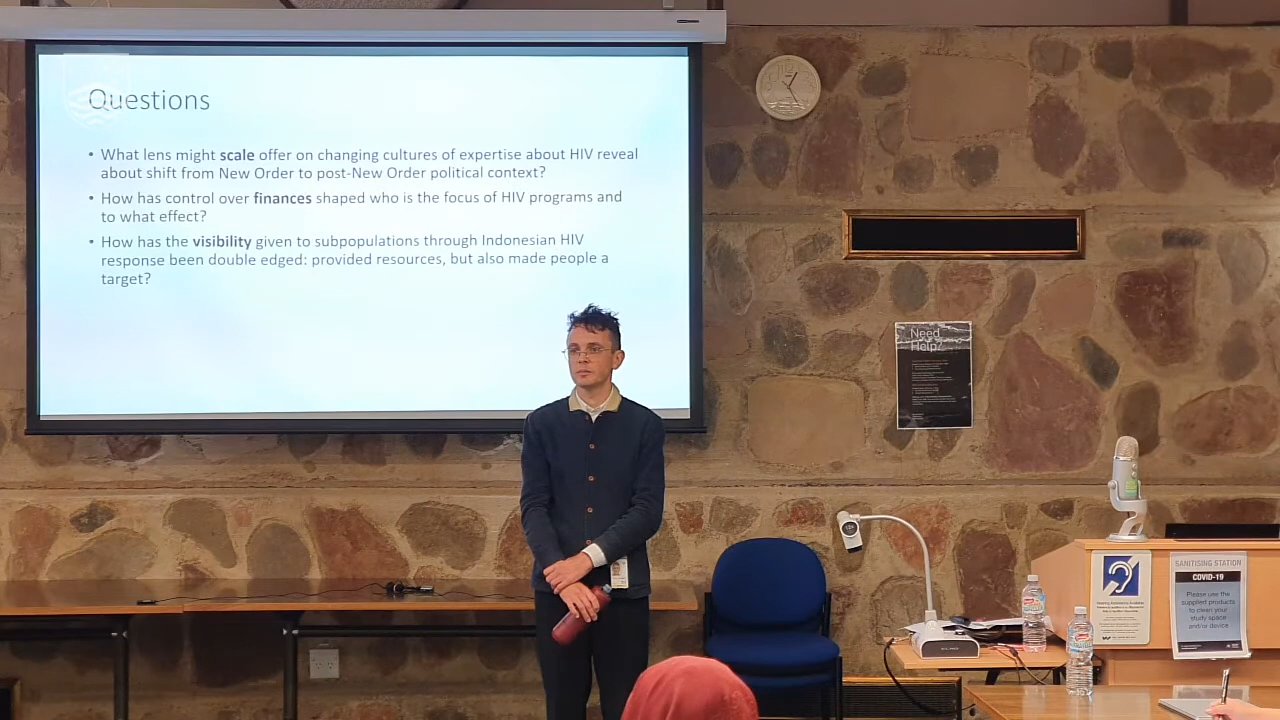 Questions
• What lens might scale offer on changing cultures of expertise about HIV reveal
about shift from New Order to post-New Order political context?
• How has control over finances shaped who is the focus of HIV programs and
to what effect?
• How has the visibility given to subpopulations through Indonesian HIV
response been double edged: provided resources, but also made people a
target?
Need
Help?
SANITISING STATION
COVID-19
Please use the
supplied products
to clean your
study space
and/or device
ELMO